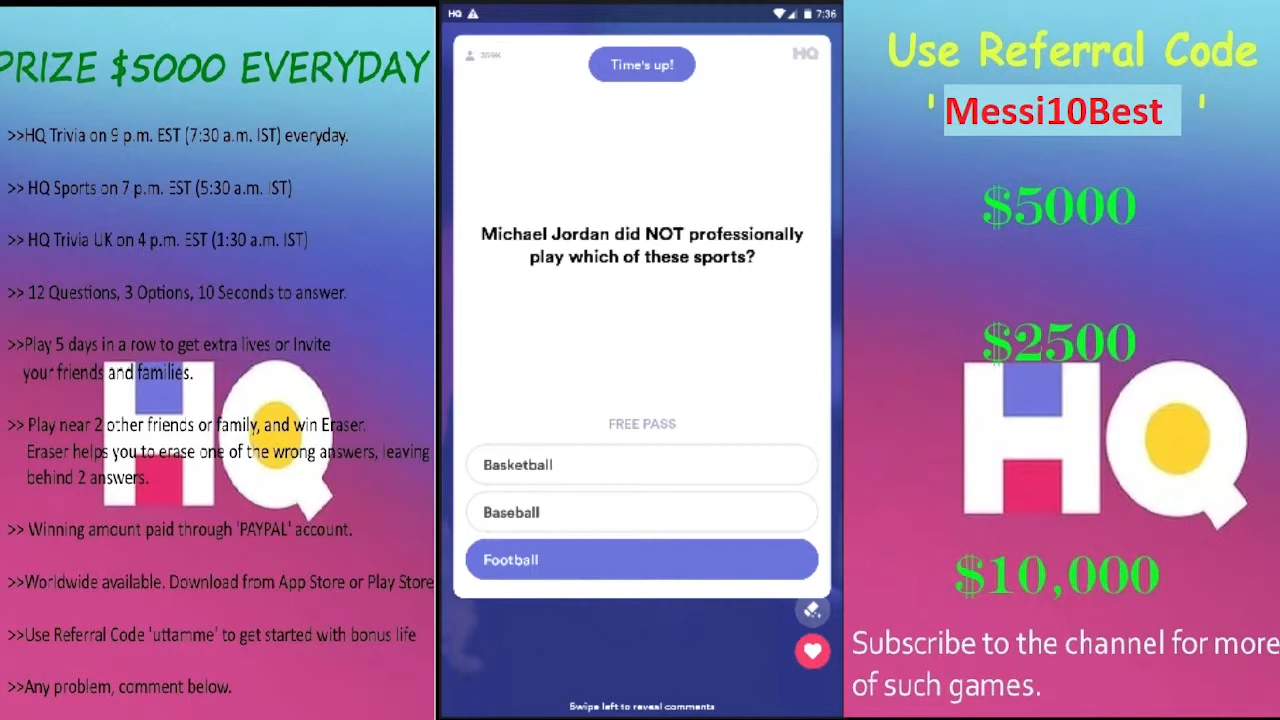 PRIZE $5000 EVERYDAY
>>HQ Trivia on 9 p.m. EST (7:30 a.m. IST) everyday.
>> HQ Sports on 7 p.m. EST (5:30 a.m. IST)
>> HQ Trivia UK on 4 p.m. EST (1:30 a.m. IST)
>> 12 Questions, 3 Options, 10 Seconds to answer.
>>Play 5 days in a row to get extra lives or Invite
your friends and families.
>> Play near 2 other friends or family, and win Eraser.
Eraser helps you to erase one of the wrong answers, leaving
behind 2 answers.
>> Winning amount paid through 'PAYPAL' account.
>>Worldwide available. Download from App Store or Play Store
>>Use Referral Code 'uttamme' to get started with bonus life
>>Any problem, comment below.
HQ
HQ
7:36
Time's up!
HQ
Michael Jordan did NOT professionally
play which of these sports?
FREE PASS
Basketball
Baseball
Football
Swipe left to reveal comments
Use Referral Code
' Messi10Best '
$5000
$2500
HQ
$10,000
Subscribe to the channel for more
of such games.